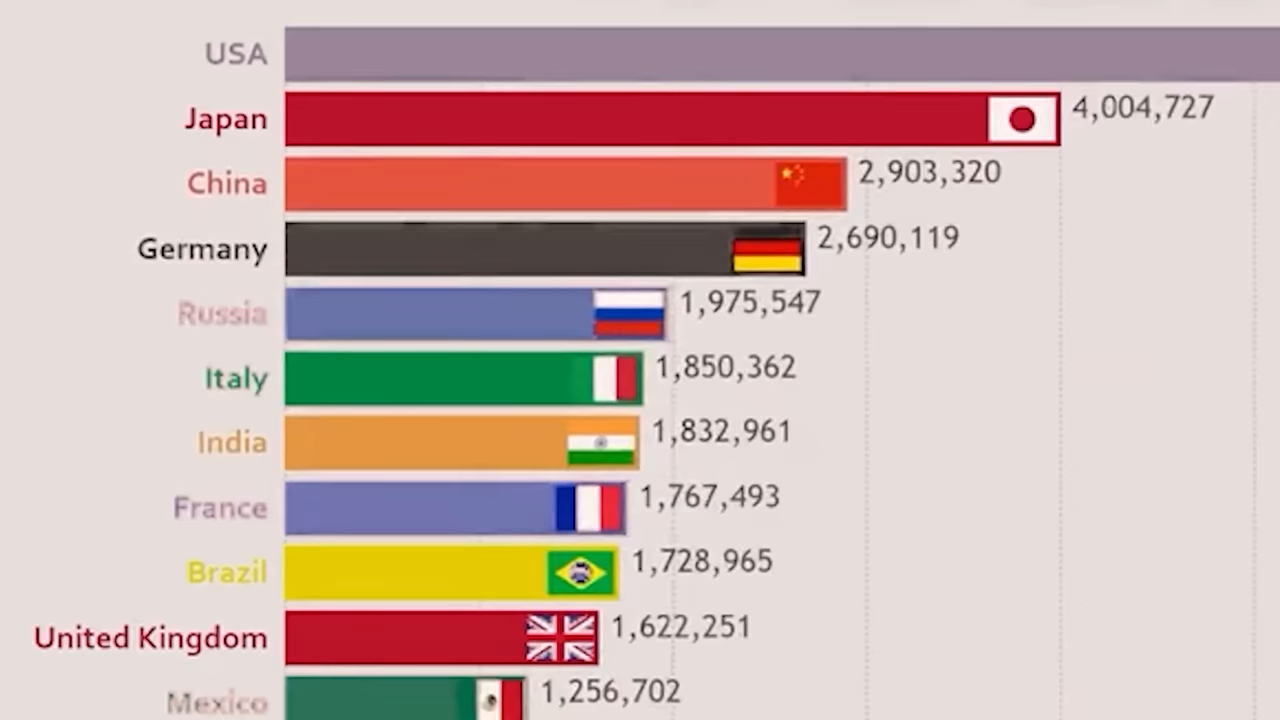 USA
Japan 4,004,727
China 2,903,320
Germany 2,690,119
Russia 1,975,547
Italy 1,850,362
India 1,832,961
France 1,767,493
Brazil 1,728,965
United Kingdom 1,622,251
Mexico 1,256,702